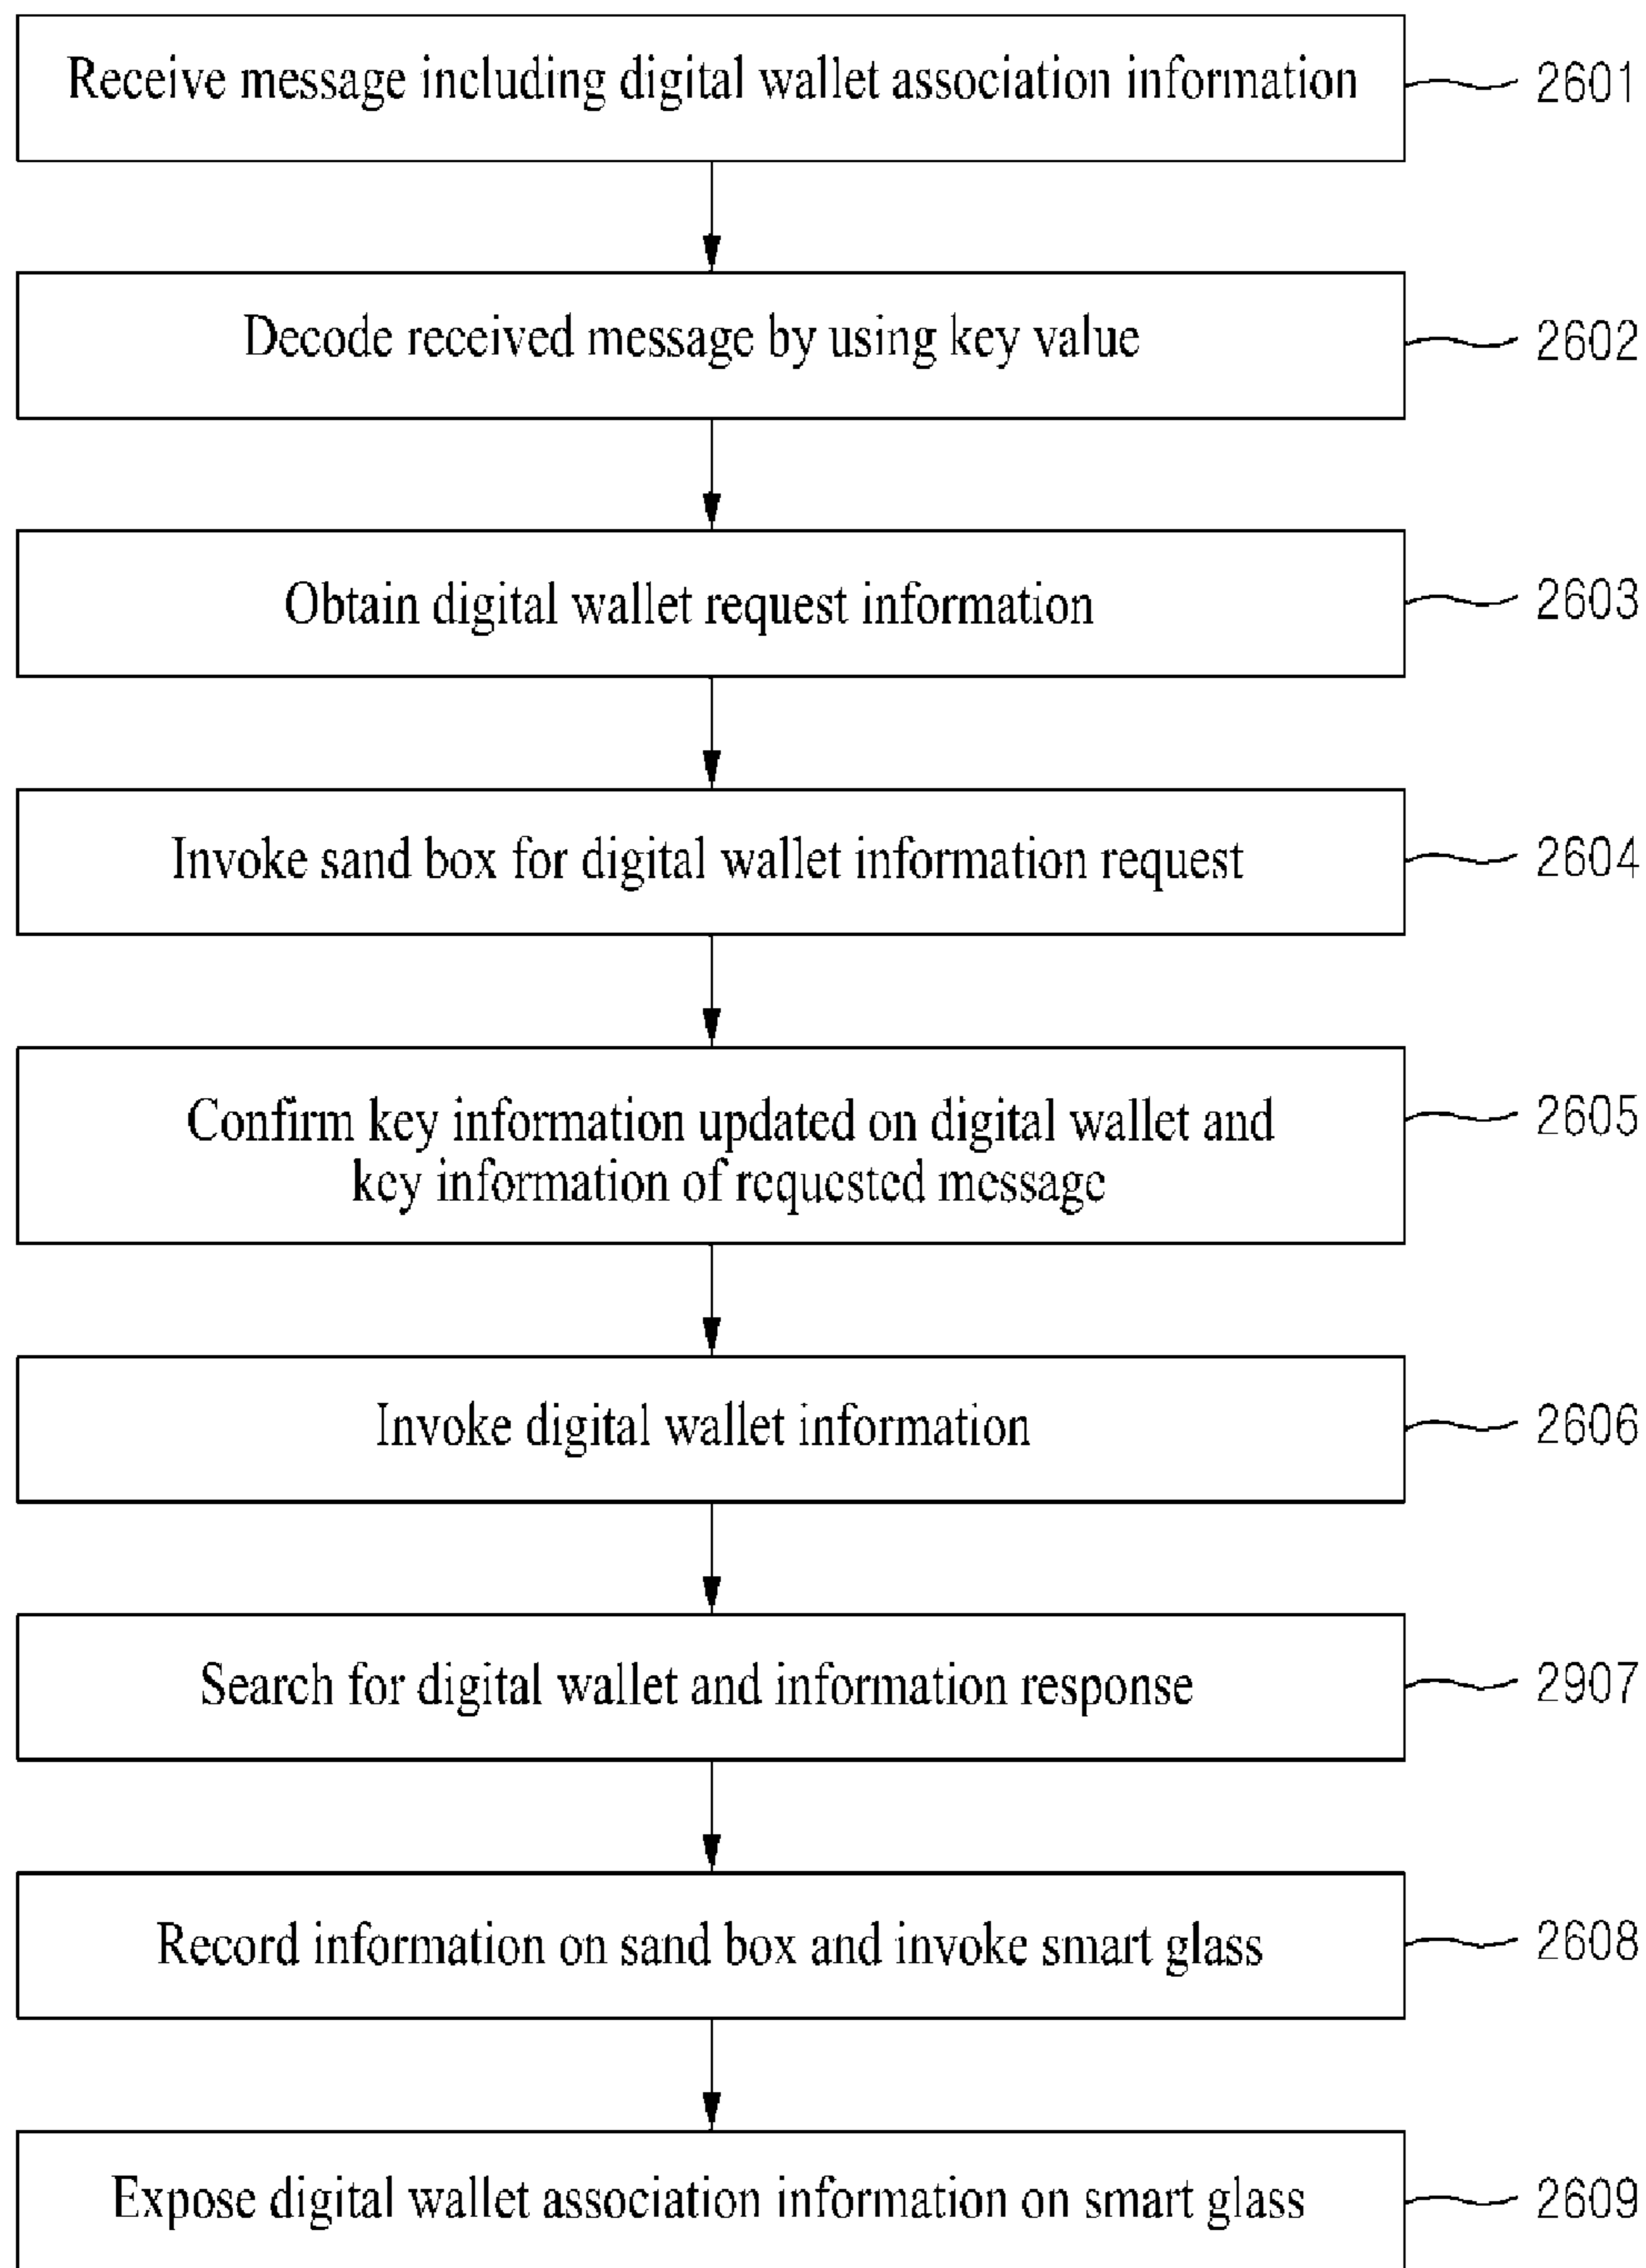 Receive message including digital wallet association information 2601
Decode received message by using key value 2602
Obtain digital wallet request information 2603
Invoke sand box for digital wallet information request 2604
Confirm key information updated on digital wallet and 2605
key information of requested message
Invoke digital wallet information 2606
Search for digital wallet and information response 2907
Record information on sand box and invoke smart glass 2608
Expose digital wallet association information on smart glass 2609